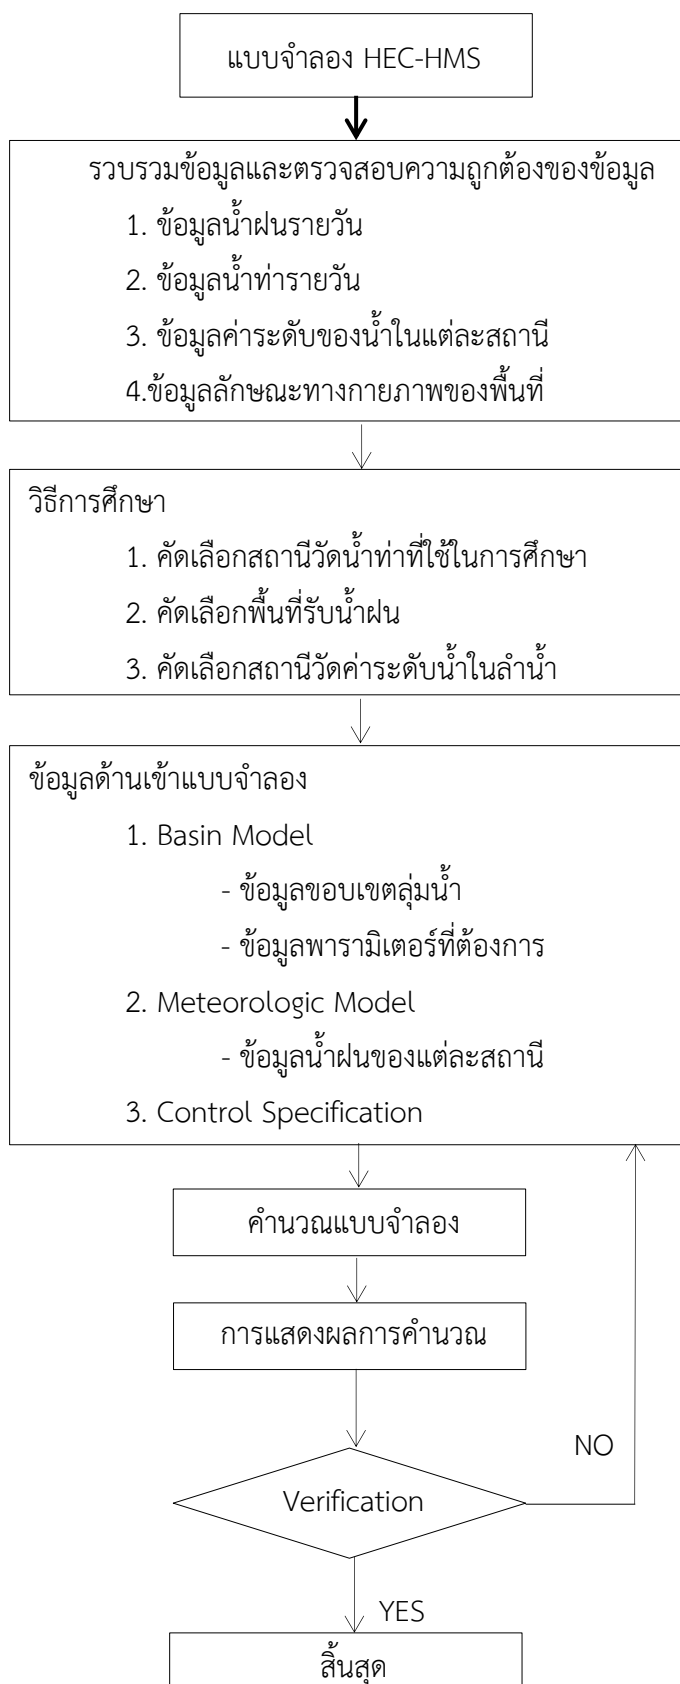 แบบจำลอง HEC-HMS
รวบรวมข้อมูลและตรวจสอบความถูกต้องของข้อมูล
1. ข้อมูลน้ำฝนรายวัน
2. ข้อมูลน้ำท่ารายวัน
3. ข้อมูลค่าระดับของน้ำในแต่ละสถานี
4.ข้อมูลลักษณะทางกายภาพของพื้นที่
วิธีการศึกษา
1. คัดเลือกสถานีวัดน้ำท่าที่ใช้ในการศึกษา
2. คัดเลือกพื้นที่รับน้ำฝน
3. คัดเลือกสถานีวัดค่าระดับน้ำในลำน้ำ
ข้อมูลด้านเข้าแบบจำลอง
1. Basin Model
- ข้อมูลขอบเขตลุ่มน้ำ
- ข้อมูลพารามิเตอร์ที่ต้องการ
2. Meteorologic Model
- ข้อมูลน้ำฝนของแต่ละสถานี
3. Control Specification
คำนวณแบบจำลอง
การแสดงผลการคำนวณ
NO
Verification
YES
สิ้นสุด